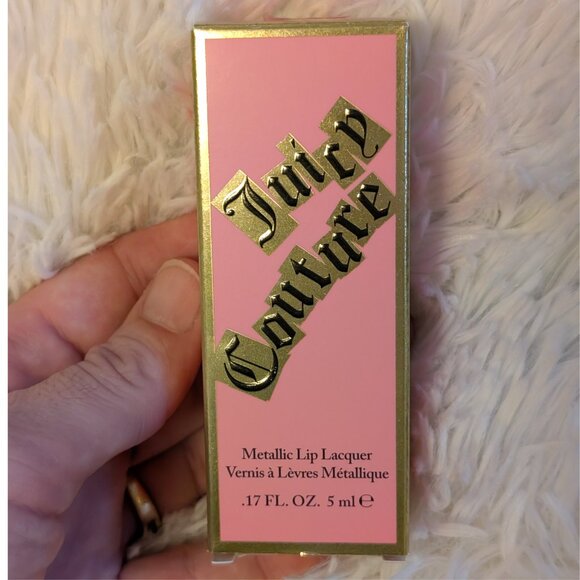 Juicy
Couture
Metallic Lip Lacquer
Vernis à Lèvres Métallique
.17 FL. OZ. 5 ml ℮